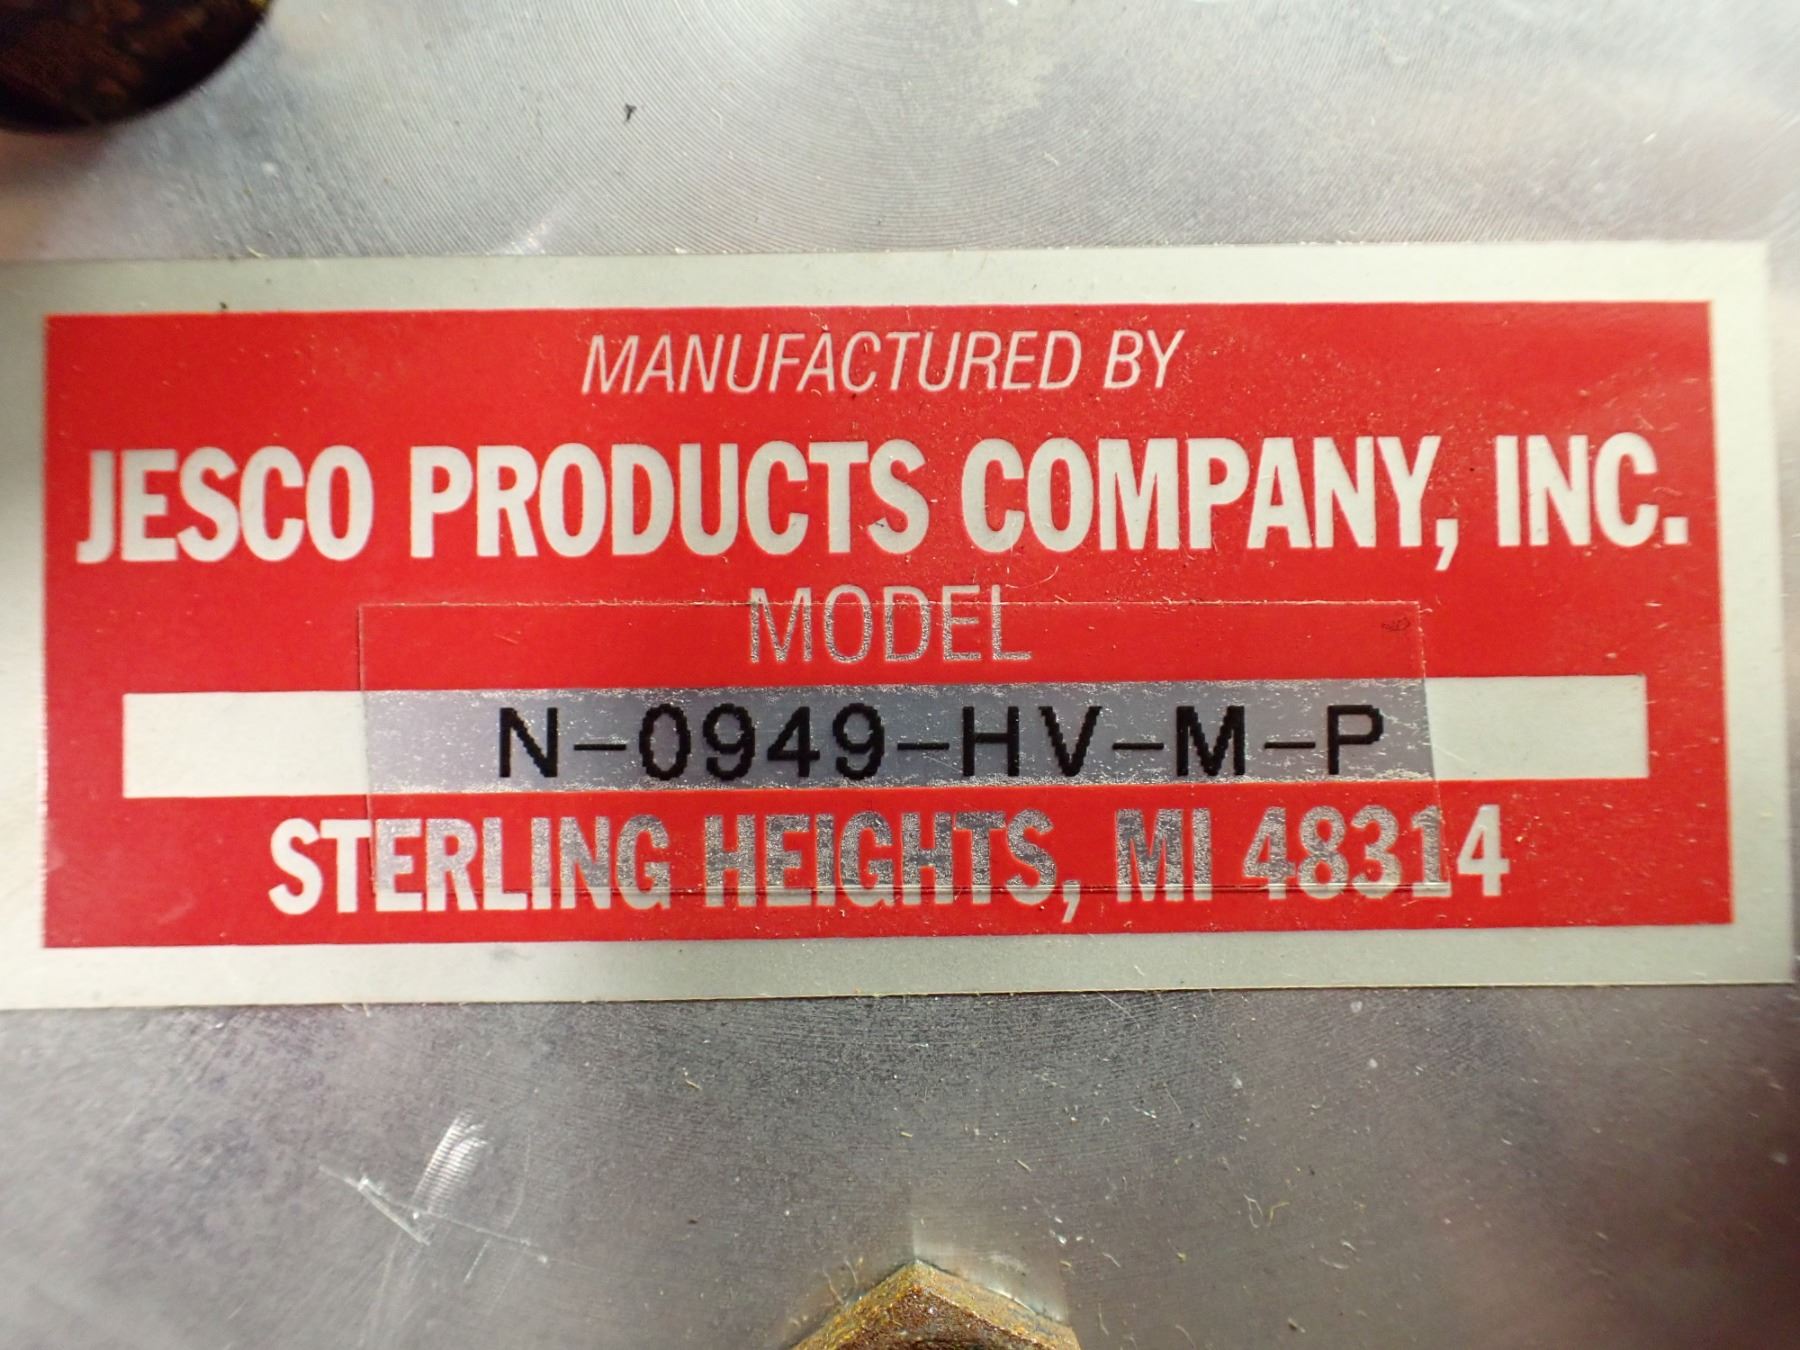 MANUFACTURED BY
JESCO PRODUCTS COMPANY, INC.
MODEL
N-0949-HV-M-P
STERLING HEIGHTS, MI 48314